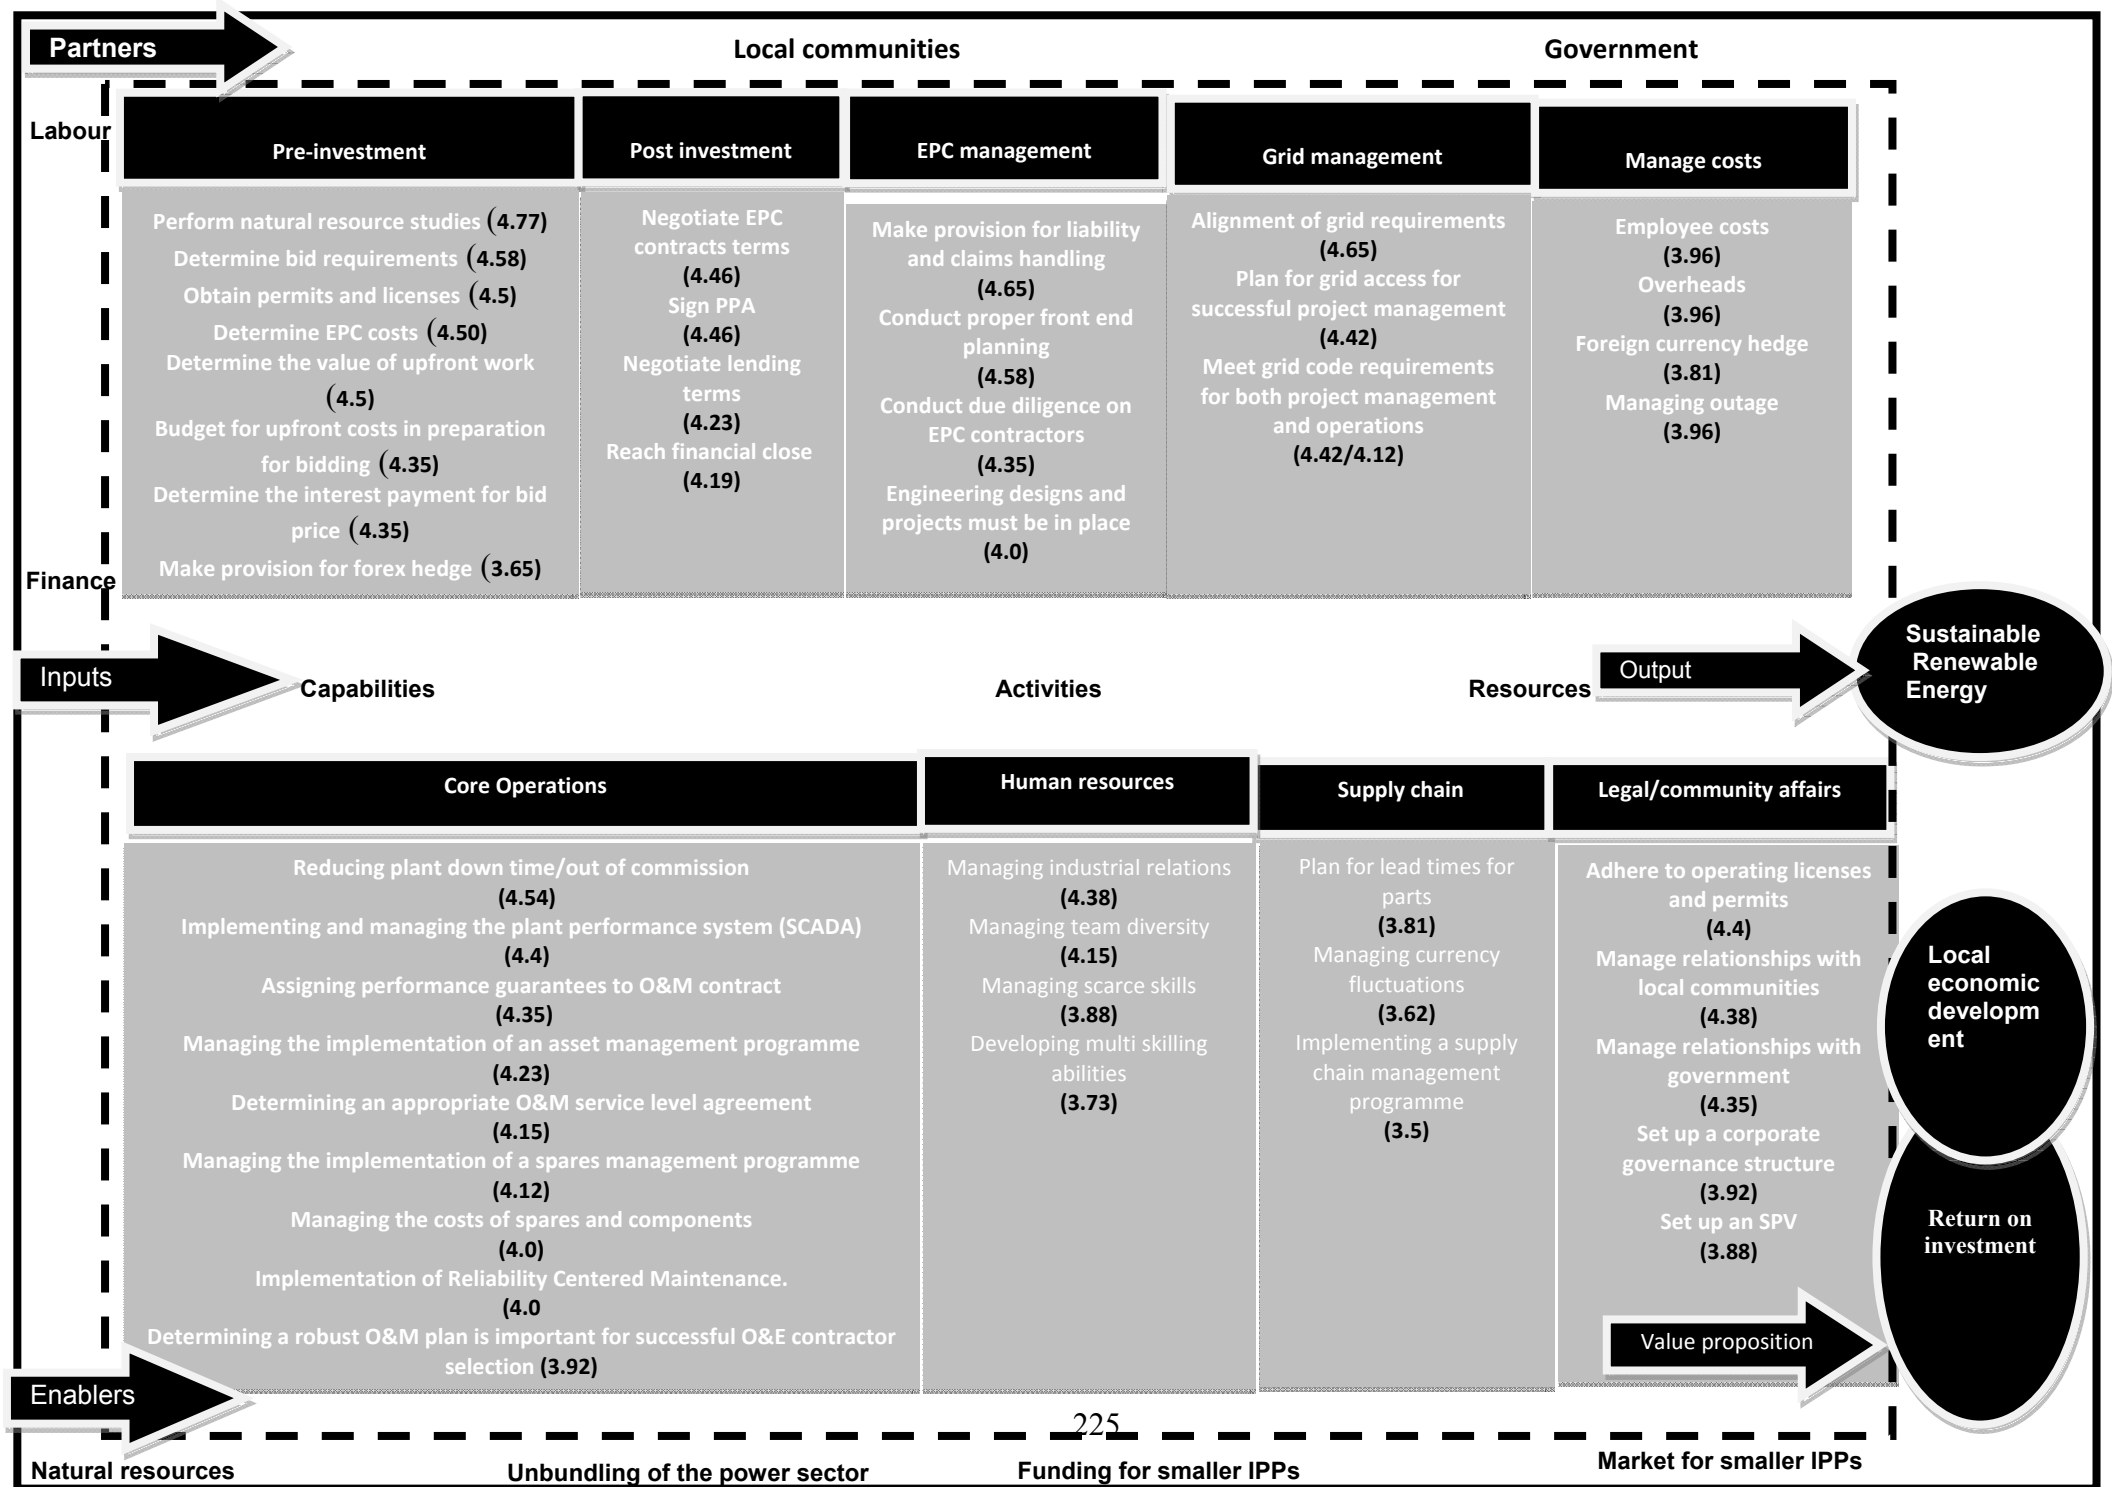 Partners
Local communities
Government
Labour
Pre-investment
Perform natural resource studies (4.77)
Determine bid requirements (4.58)
Obtain permits and licenses (4.5)
Determine EPC costs (4.50)
Determine the value of upfront work
(4.5)
Budget for upfront costs in preparation
for bidding (4.35)
Determine the interest payment for bid
price (4.35)
Make provision for forex hedge (3.65)
Post investment
Negotiate EPC
contracts terms
(4.46)
Sign PPA
(4.46)
Negotiate lending
terms
(4.23)
Reach financial close
(4.19)
EPC management
Make provision for liability
and claims handling
(4.65)
Conduct proper front end
planning
(4.58)
Conduct due diligence on
EPC contractors
(4.35)
Engineering designs and
projects must be in place
(4.0)
Grid management
Alignment of grid requirements
(4.65)
Plan for grid access for
successful project management
(4.42)
Meet grid code requirements
for both project management
and operations
(4.42/4.12)
Manage costs
Employee costs
(3.96)
Overheads
(3.96)
Foreign currency hedge
(3.81)
Managing outage
(3.96)
Finance
Inputs
Capabilities
Activities
Resources
Output
Sustainable
Renewable
Energy
Core Operations
Reducing plant down time/out of commission
(4.54)
Implementing and managing the plant performance system (SCADA)
(4.4)
Assigning performance guarantees to O&M contract
(4.35)
Managing the implementation of an asset management programme
(4.23)
Determining an appropriate O&M service level agreement
(4.15)
Managing the implementation of a spares management programme
(4.12)
Managing the costs of spares and components
(4.0)
Implementation of Reliability Centered Maintenance.
(4.0
Determining a robust O&M plan is important for successful O&E contractor
selection (3.92)
Human resources
Managing industrial relations
(4.38)
Managing team diversity
(4.15)
Managing scarce skills
(3.88)
Developing multi skilling
abilities
(3.73)
Supply chain
Plan for lead times for
parts
(3.81)
Managing currency
fluctuations
(3.62)
Implementing a supply
chain management
programme
(3.5)
Legal/community affairs
Adhere to operating licenses
and permits
(4.4)
Manage relationships with
local communities
(4.38)
Manage relationships with
government
(4.35)
Set up a corporate
governance structure
(3.92)
Set up an SPV
(3.88)
Local
economic
developm
ent
Return on
investment
Value proposition
Enablers
225
Natural resources
Unbundling of the power sector
Funding for smaller IPPs
Market for smaller IPPs